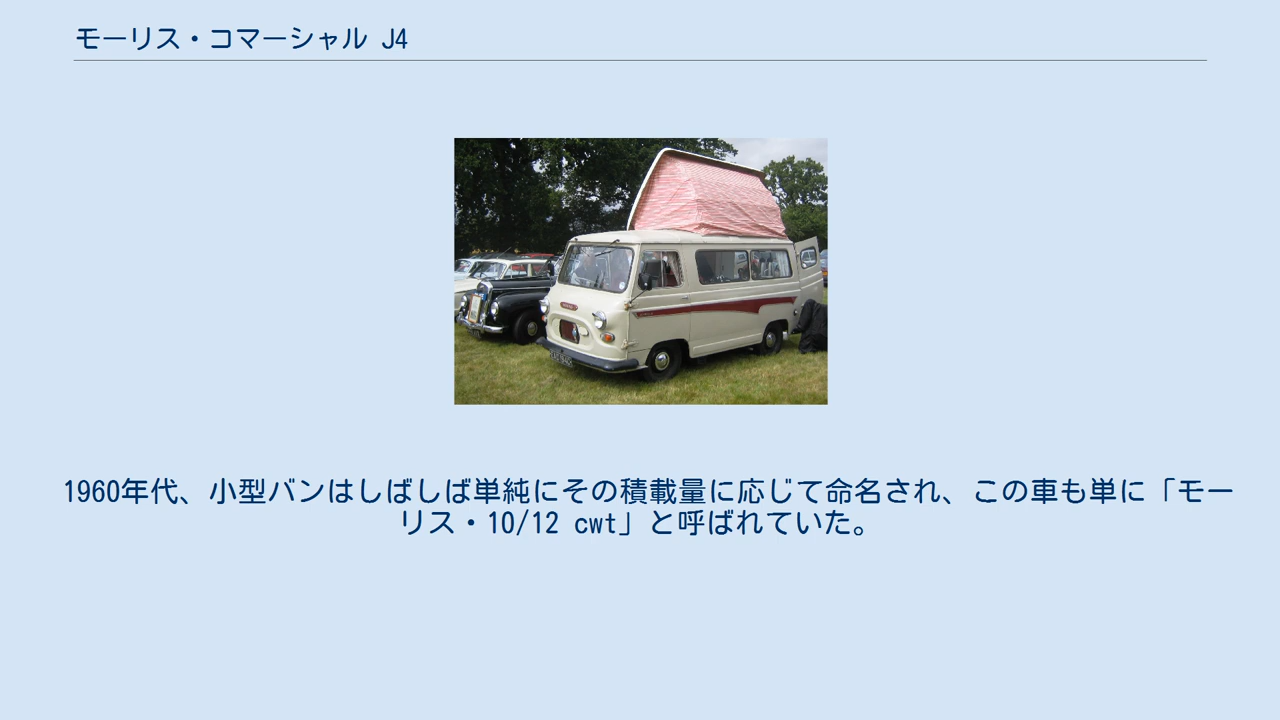 モーリス・コマーシャル J4
1960年代、小型バンはしばしば単純にその積載量に応じて命名され、この車も単に「モー
リス・10/12 cwt」と呼ばれていた。